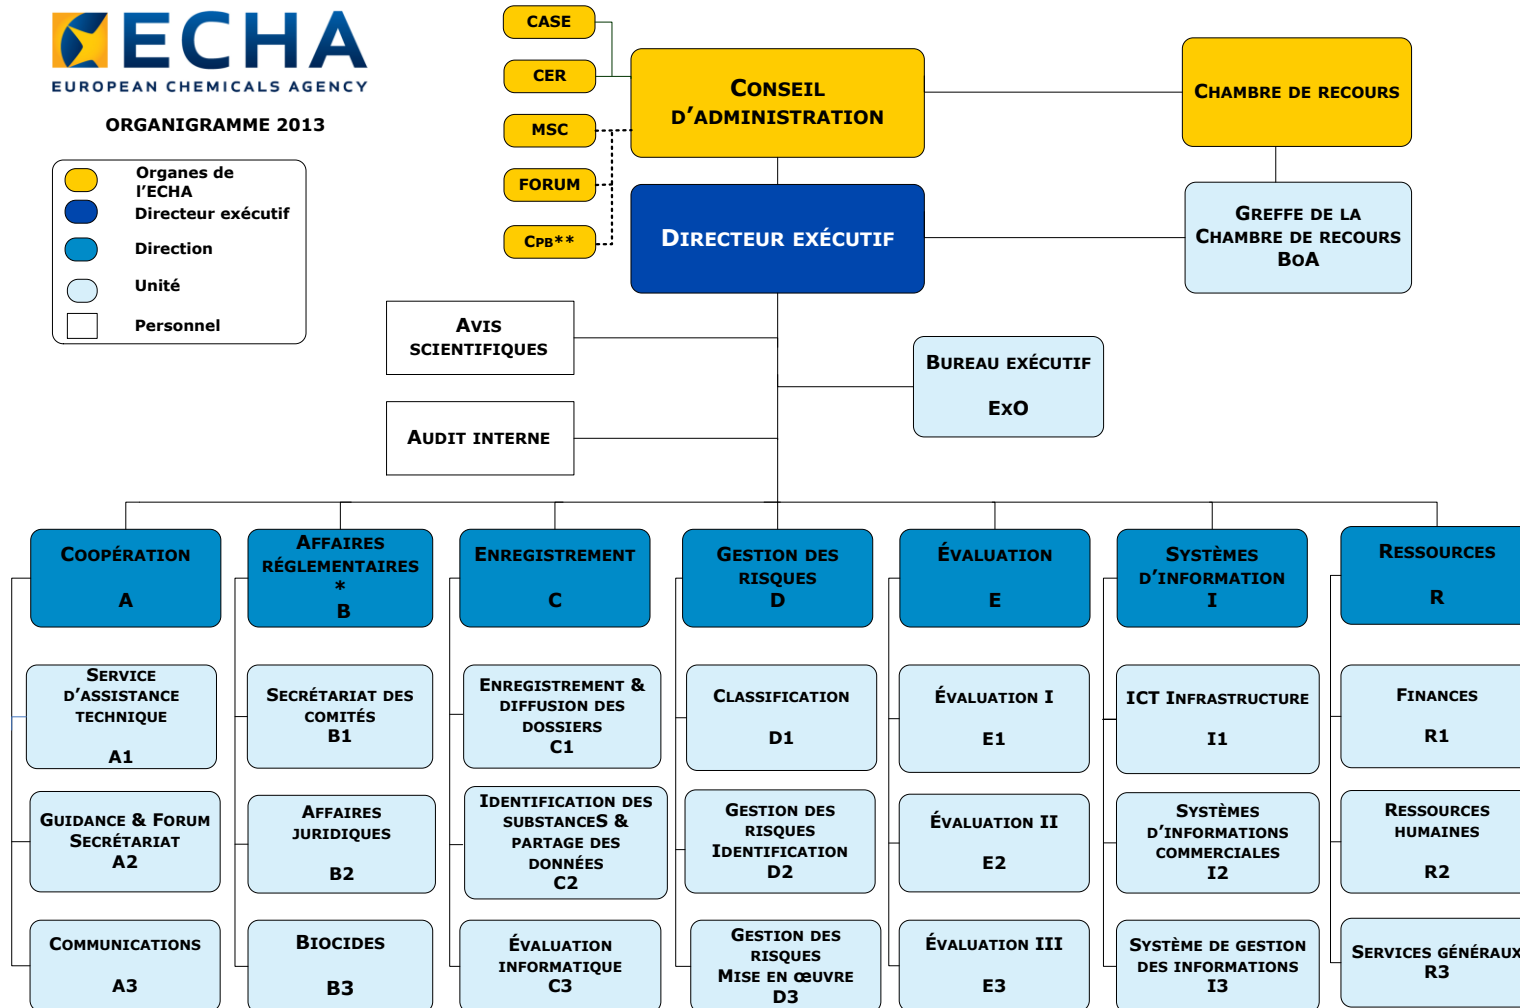 ECHA
EUROPEAN CHEMICALS AGENCY
ORGANIGRAMME 2013
Organes de
l'ECHA
Directeur exécutif
Direction
Unité
Personnel
CASE
CER
MSC
FORUM
CPB**
CONSEIL
D'ADMINISTRATION
CHAMBRE DE RECOURS
DIRECTEUR EXÉCUTIF
GREFFE DE LA
CHAMBRE DE RECOURS
BOA
AVIS
SCIENTIFIQUES
BUREAU EXÉCUTIF
EXO
AUDIT INTERNE
COOPÉRATION
A
AFFAIRES
RÉGLEMENTAIRES
*
B
ENREGISTREMENT
C
GESTION DES
RISQUES
D
ÉVALUATION
E
SYSTÈMES
D'INFORMATION
I
RESSOURCES
R
SERVICE
D'ASSISTANCE
TECHNIQUE
A1
SECRÉTARIAT DES
COMITÉS
B1
ENREGISTREMENT &
DIFFUSION DES
DOSSIERS
C1
CLASSIFICATION
D1
ÉVALUATION I
E1
ICT INFRASTRUCTURE
I1
FINANCES
R1
GUIDANCE & FORUM
SECRÉTARIAT
A2
AFFAIRES
JURIDIQUES
B2
IDENTIFICATION DES
SUBSTANCES &
PARTAGE DES
DONNÉES
C2
GESTION DES
RISQUES
IDENTIFICATION
D2
ÉVALUATION II
E2
SYSTÈMES
D'INFORMATIONS
COMMERCIALES
I2
RESSOURCES
HUMAINES
R2
COMMUNICATIONS
A3
BIOCIDES
B3
ÉVALUATION
INFORMATIQUE
C3
GESTION DES
RISQUES
MISE EN ŒUVRE
D3
ÉVALUATION III
E3
SYSTÈME DE GESTION
DES INFORMATIONS
I3
SERVICES GÉNÉRAUX
R3